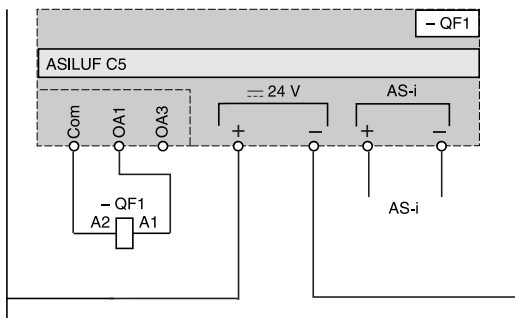 – QF1
ASILUF C5
⎓ 24 V
AS-i
Com
OA1
OA3
+
–
+
–
– QF1
A2
A1
AS-i